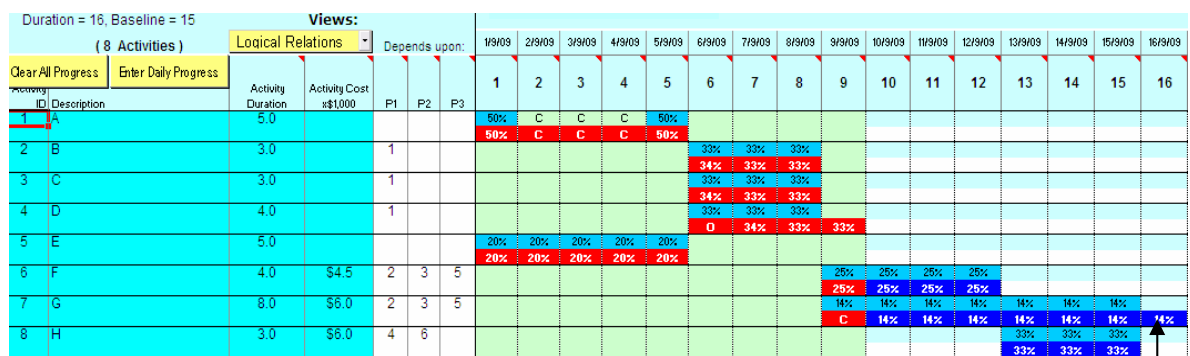 Duration = 16, Baseline = 15 Views:
( 8 Activities ) Logical Relations Depends upon: 1/9/09 2/9/09 3/9/09 4/9/09 5/9/09 6/9/09 7/9/09 8/9/09 9/9/09 10/9/09 11/9/09 12/9/09 13/9/09 14/9/09 15/9/09 16/9/09
Clear All Progress Enter Daily Progress
Activity ID Description Activity Duration Activity Cost x$1,000 P1 P2 P3 1 2 3 4 5 6 7 8 9 10 11 12 13 14 15 16
1 A 5.0 50% C C C 50%
50% C C C 50%
2 B 3.0 1 33% 33% 33%
34% 33% 33%
3 C 3.0 1 33% 33% 33%
34% 33% 33%
4 D 4.0 1 33% 33% 33%
O 34% 33% 33%
5 E 5.0 20% 20% 20% 20% 20%
20% 20% 20% 20% 20%
6 F 4.0 $4.5 2 3 5 25% 25% 25% 25%
25% 25% 25% 25%
7 G 8.0 $6.0 2 3 5 14% 14% 14% 14% 14% 14% 14%
C 14% 14% 14% 14% 14% 14% 14%
8 H 3.0 $6.0 4 6 33% 33% 33%
33% 33% 33%